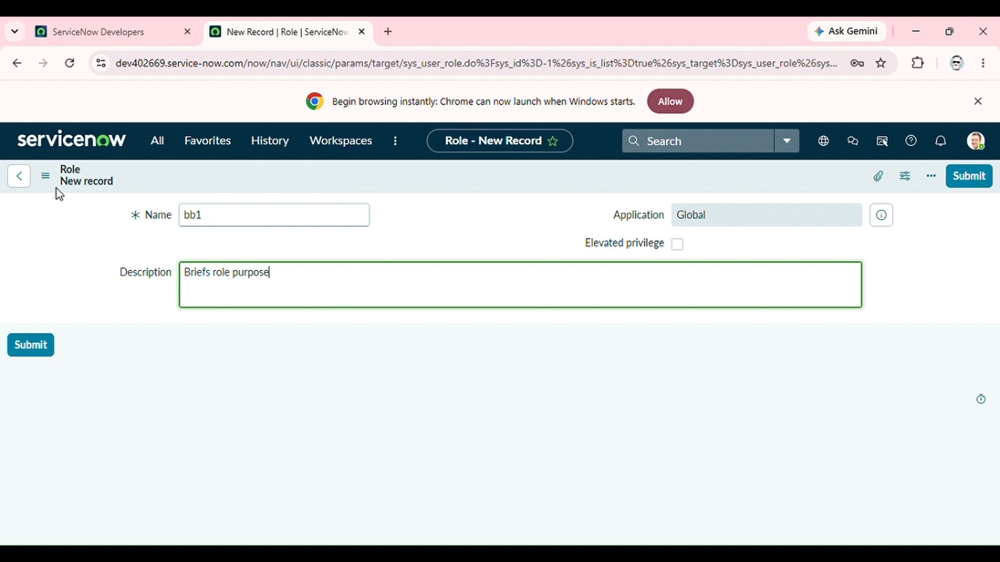 ServiceNow Developers
New Record | Role | ServiceNow
Ask Gemini
dev402669.service-now.com/now/nav/ui/classic/params/target/sys_user_role.do%3Fsys_id%3D-1%26sys_is_list%3Dtrue%26sys_target%3Dsys_user_role%26sys...
Begin browsing instantly: Chrome can now launch when Windows starts.
Allow
servicenow
All
Favorites
History
Workspaces
Role - New Record
Search
Role
New record
Submit
* Name
bb1
Application
Global
Elevated privilege
Description
Briefs role purpose
Submit